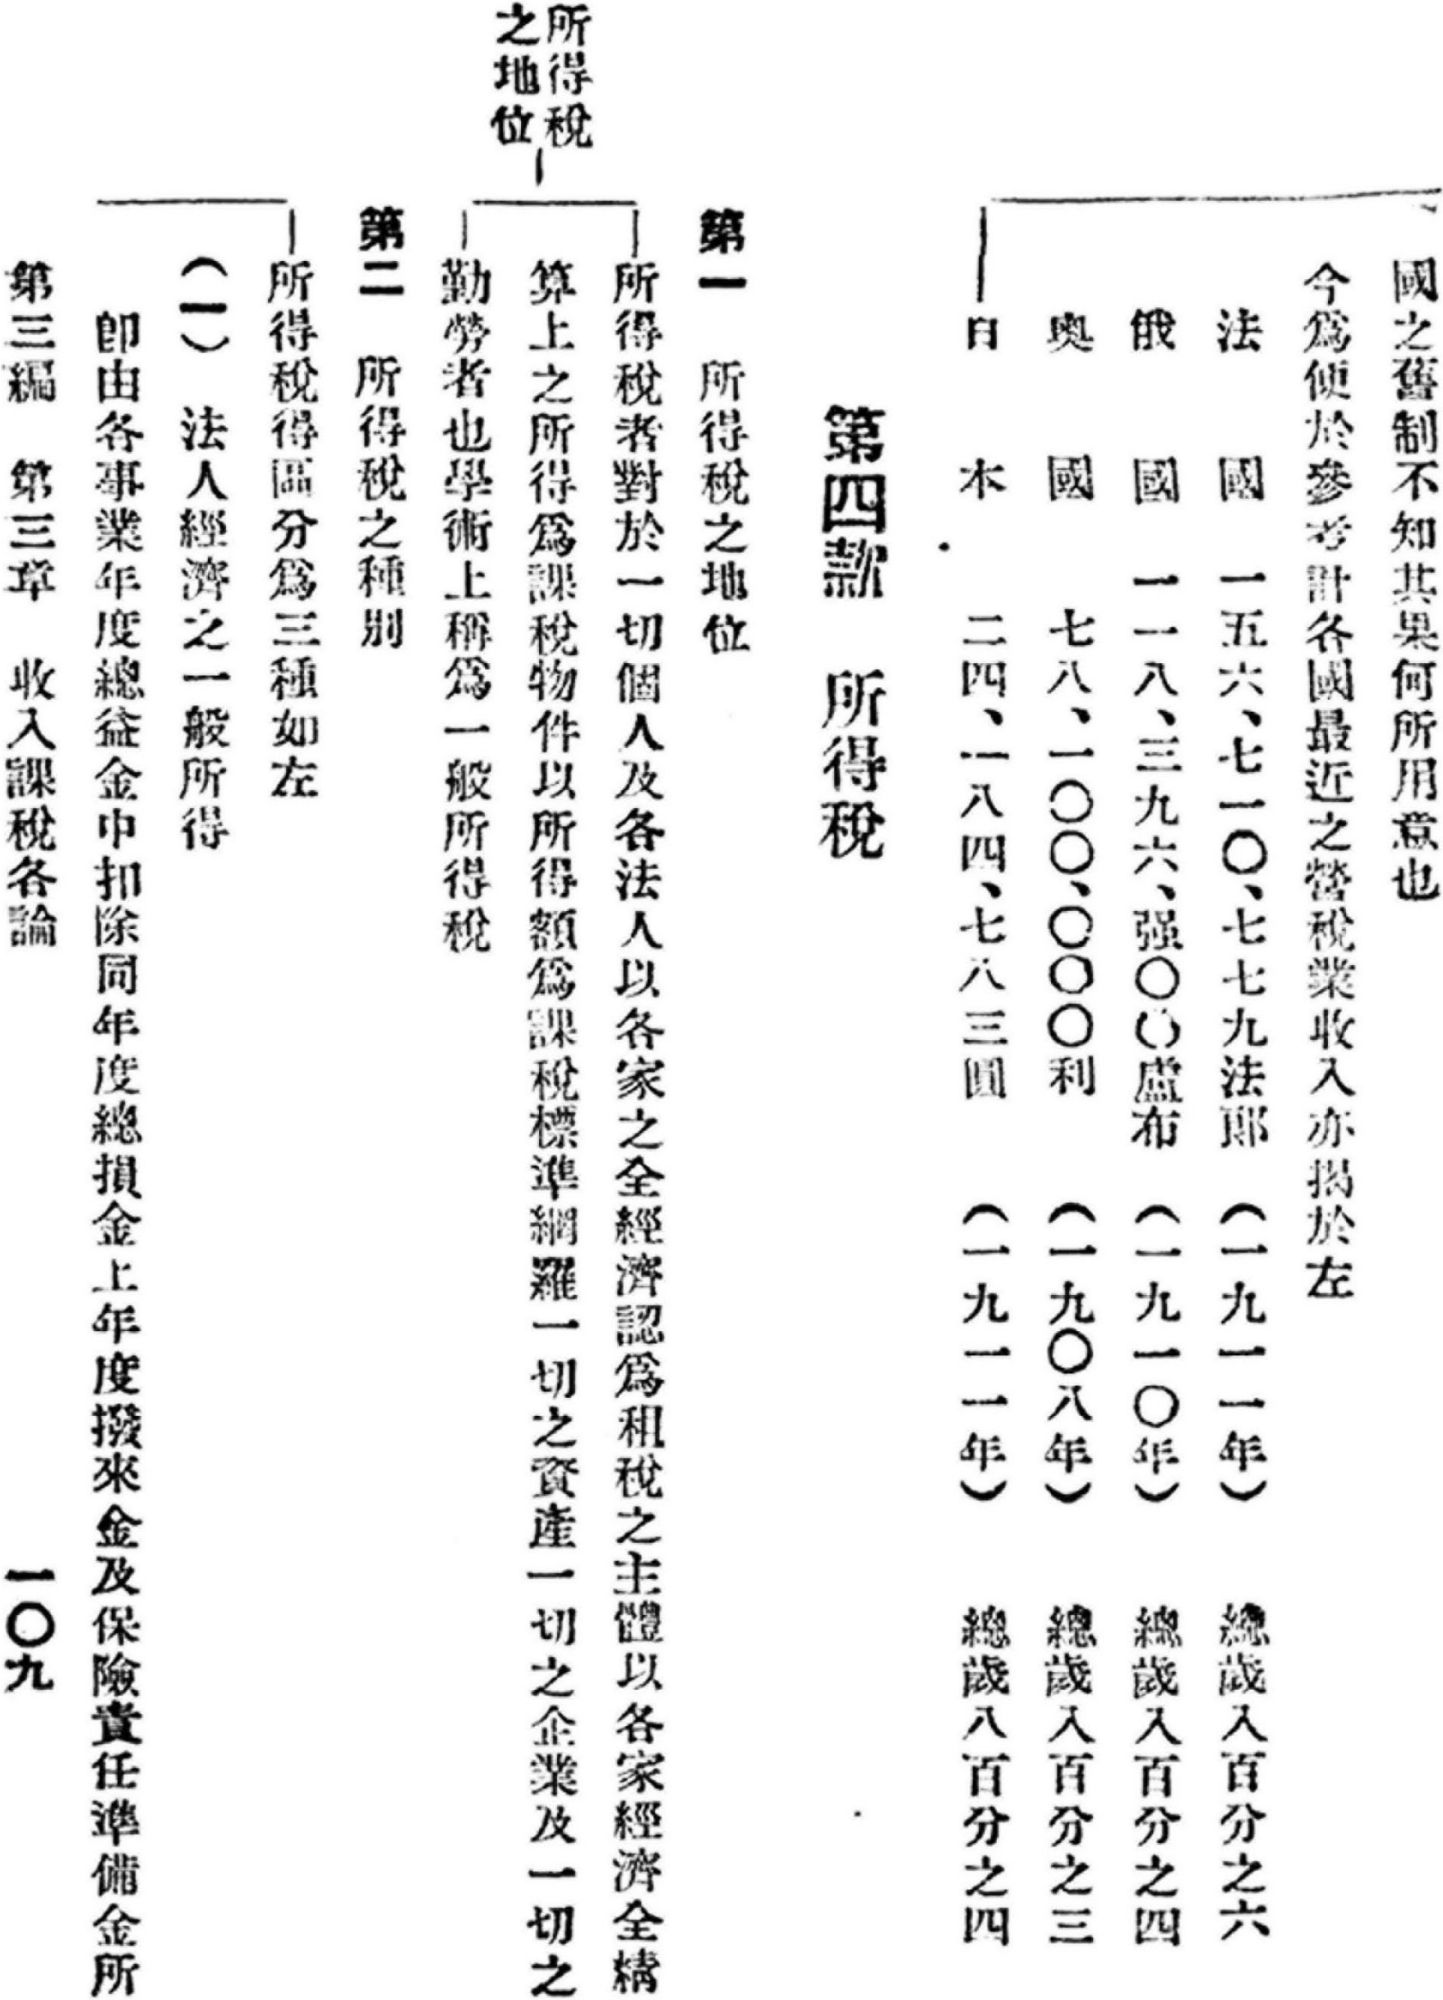 國之舊制不知其果何所用意也
今爲便於參考計各國最近之營稅業收入亦揭於左
法 國 一五六、七一〇、七七九法郎 (一九一一年) 總歲入百分之六
俄 國 一一八、三九六、强〇〇盧布 (一九一〇年) 總歲入百分之四
奧 國 七八、一〇〇、〇〇〇利 (一九〇八年) 總歲入百分之三
日 本 二四、一八四、七八三圓 (一九一一年) 總歲入百分之四
第四款 所得稅
第一 所得稅之地位
所得稅之地位
所得稅者對於一切個人及各法人以各家之全經濟認爲租稅之主體以各家經濟全精
算上之所得爲課稅物件以所得額爲課稅標準網羅一切之資產一切之企業及一切之
勤勞者也學術上稱爲一般所得稅
第二 所得稅之種別
所得稅得區分爲三種如左
(一) 法人經濟之一般所得
卽由各事業年度總益金中扣除同年度總損金上年度撥來金及保險責任準備金所
第三編 第三章 收入課稅各論 一〇九